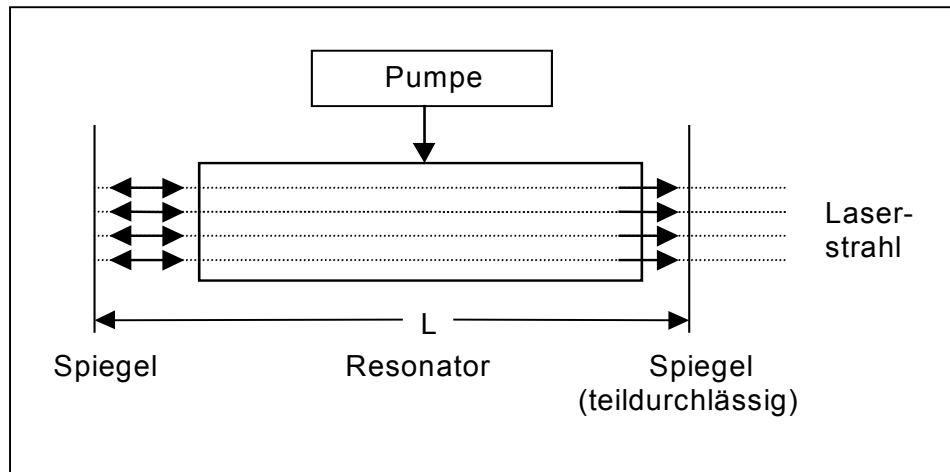 Pumpe
Laser-
strahl
L
Spiegel
Resonator
Spiegel
(teildurchlässig)